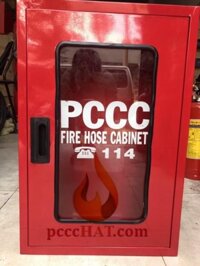 PCCC
FIRE HOSE CABINET
☎ 114
pcccHAT.com